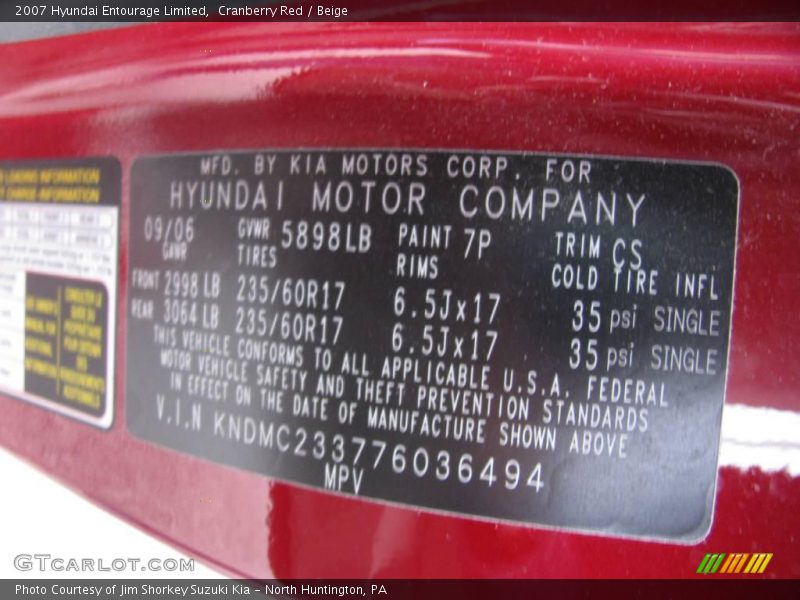 2007 Hyundai Entourage Limited, Cranberry Red / Beige
MFD. BY KIA MOTORS CORP. FOR
HYUNDAI MOTOR COMPANY
09/06 GVWR 5898LB PAINT 7P TRIM CS
GAWR TIRES RIMS COLD TIRE INFL
FRONT 2998 LB 235/60R17 6.5Jx17 35 psi SINGLE
REAR 3064 LB 235/60R17 6.5Jx17 35 psi SINGLE
THIS VEHICLE CONFORMS TO ALL APPLICABLE U.S.A. FEDERAL
MOTOR VEHICLE SAFETY AND THEFT PREVENTION STANDARDS
IN EFFECT ON THE DATE OF MANUFACTURE SHOWN ABOVE
V.I.N KNDMC233776036494
MPV
LOADING INFORMATION
GTcarlot.com
Photo Courtesy of Jim Shorkey Suzuki Kia - North Huntington, PA